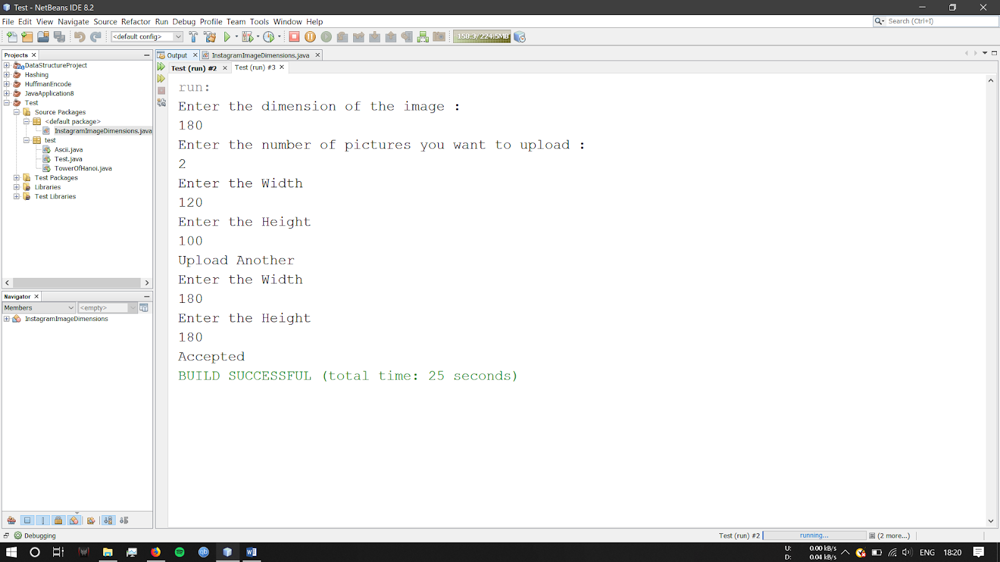 Test - NetBeans IDE 8.2
File Edit View Navigate Source Refactor Run Debug Profile Team Tools Window Help
Search (Ctrl+I)
<default config>
158.3/224.5MB
Projects
Output
InstagramImageDimensions.java
DataStructureProject
Hashing
HuffmanEncode
JavaApplication8
Test
Source Packages
<default package>
InstagramImageDimensions.java
test
Ascii.java
Test.java
TowerOfHanoi.java
Test Packages
Libraries
Test Libraries
Test (run) #2
Test (run) #3
run:
Enter the dimension of the image :
180
Enter the number of pictures you want to upload :
2
Enter the Width
120
Enter the Height
100
Upload Another
Enter the Width
180
Enter the Height
180
Accepted
BUILD SUCCESSFUL (total time: 25 seconds)
Navigator
Members
<empty>
InstagramImageDimensions
Debugging
Test (run) #2
running...
(2 more...)
qb
U: 0.00 kB/s
D: 0.04 kB/s
ENG
18:20